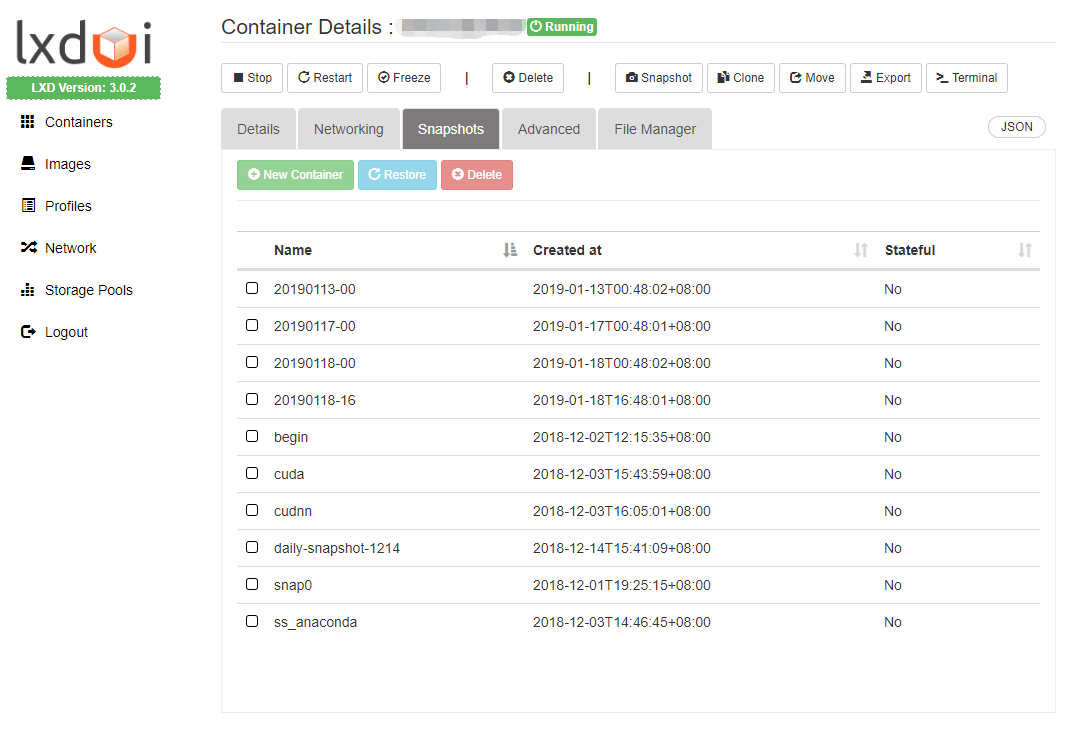 lxdui
Container Details : Running
LXD Version: 3.0.2
Stop Restart Freeze | Delete | Snapshot Clone Move Export Terminal
Containers
Images
Profiles
Network
Storage Pools
Logout
Details Networking Snapshots Advanced File Manager JSON
New Container Restore Delete
Name Created at Stateful
20190113-00 2019-01-13T00:48:02+08:00 No
20190117-00 2019-01-17T00:48:01+08:00 No
20190118-00 2019-01-18T00:48:02+08:00 No
20190118-16 2019-01-18T16:48:01+08:00 No
begin 2018-12-02T12:15:35+08:00 No
cuda 2018-12-03T15:43:59+08:00 No
cudnn 2018-12-03T16:05:01+08:00 No
daily-snapshot-1214 2018-12-14T15:41:09+08:00 No
snap0 2018-12-01T19:25:15+08:00 No
ss_anaconda 2018-12-03T14:46:45+08:00 No